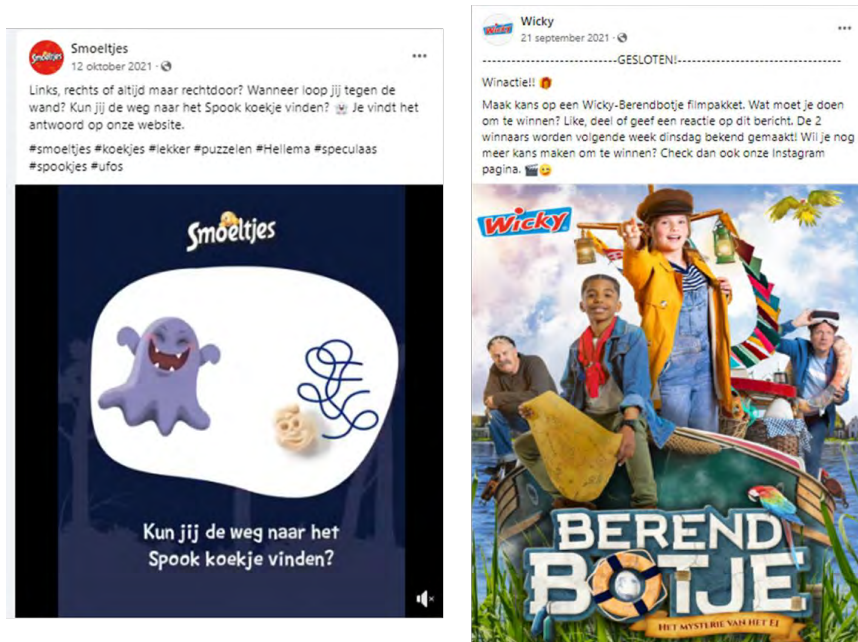 Smoeltjes
12 oktober 2021 ·
Links, rechts of altijd maar rechtdoor? Wanneer loop jij tegen de
wand? Kun jij de weg naar het Spook koekje vinden? 👻 Je vindt het
antwoord op onze website.
#smoeltjes #koekjes #lekker #puzzelen #Hellema #speculaas
#spookjes #ufos
Smoeltjes
Smoeltjes
Kun jij de weg naar het
Spook koekje vinden?
Wicky
21 september 2021 ·
----------------------------GESLOTEN!----------------------------------
Winactie!! 🎁
Maak kans op een Wicky-Berendbotje filmpakket. Wat moet je doen
om te winnen? Like, deel of geef een reactie op dit bericht. De 2
winnaars worden volgende week dinsdag bekend gemaakt! Wil je nog
meer kans maken om te winnen? Check dan ook onze Instagram
pagina. 🎬😉
Wicky
Wicky
BEREND
BOTJE
HET MYSTERIE VAN HET EI